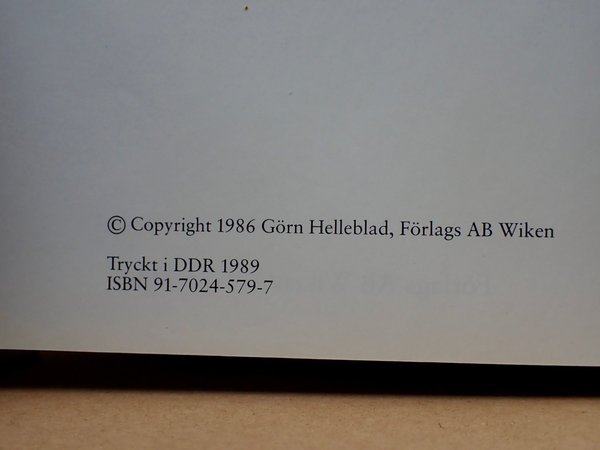 © Copyright 1986 Görn Helleblad, Förlags AB Wiken
Tryckt i DDR 1989
ISBN 91-7024-579-7